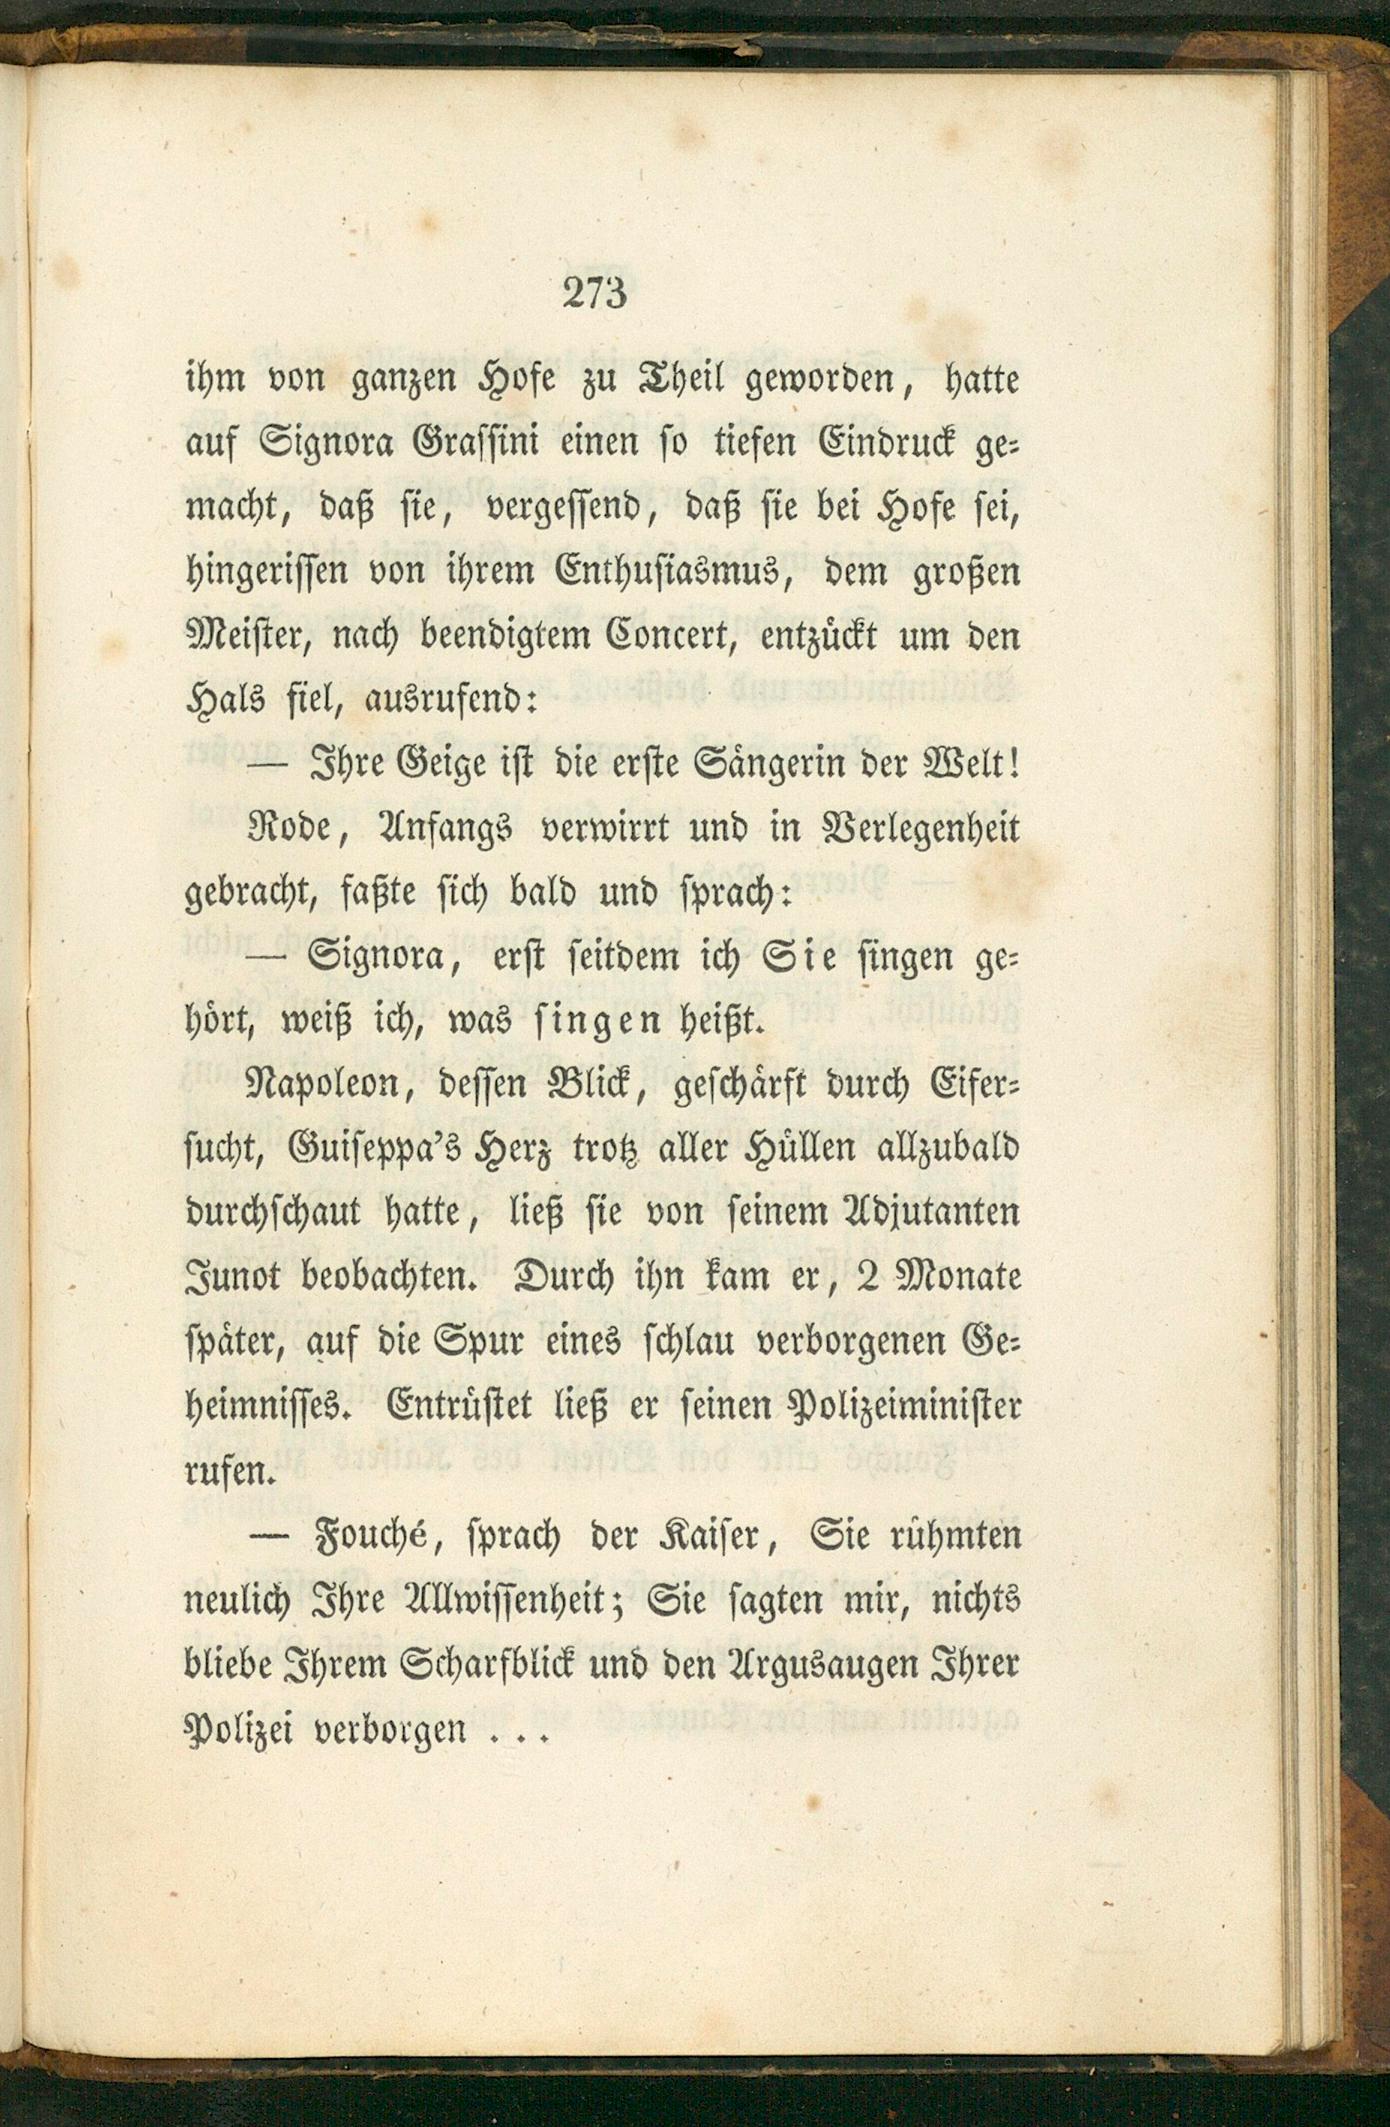 273
ihm von ganzen Hofe zu Theil geworden, hatte
auf Signora Grassini einen so tiefen Eindruck ge-
macht, daß sie, vergessend, daß sie bei Hofe sei,
hingerissen von ihrem Enthusiasmus, dem großen
Meister, nach beendigtem Concert, entzückt um den
Hals fiel, ausrufend:
— Ihre Geige ist die erste Sängerin der Welt!
Rode, Anfangs verwirrt und in Verlegenheit
gebracht, faßte sich bald und sprach:
— Signora, erst seitdem ich Sie singen ge-
hört, weiß ich, was singen heißt.
Napoleon, dessen Blick, geschärft durch Eifer-
sucht, Guiseppa's Herz trotz aller Hüllen allzubald
durchschaut hatte, ließ sie von seinem Adjutanten
Junot beobachten. Durch ihn kam er, 2 Monate
später, auf die Spur eines schlau verborgenen Ge-
heimnisses. Entrüstet ließ er seinen Polizeiminister
rufen.
— Fouché, sprach der Kaiser, Sie rühmten
neulich Ihre Allwissenheit; Sie sagten mir, nichts
bliebe Ihrem Scharfblick und den Argusaugen Ihrer
Polizei verborgen . . .